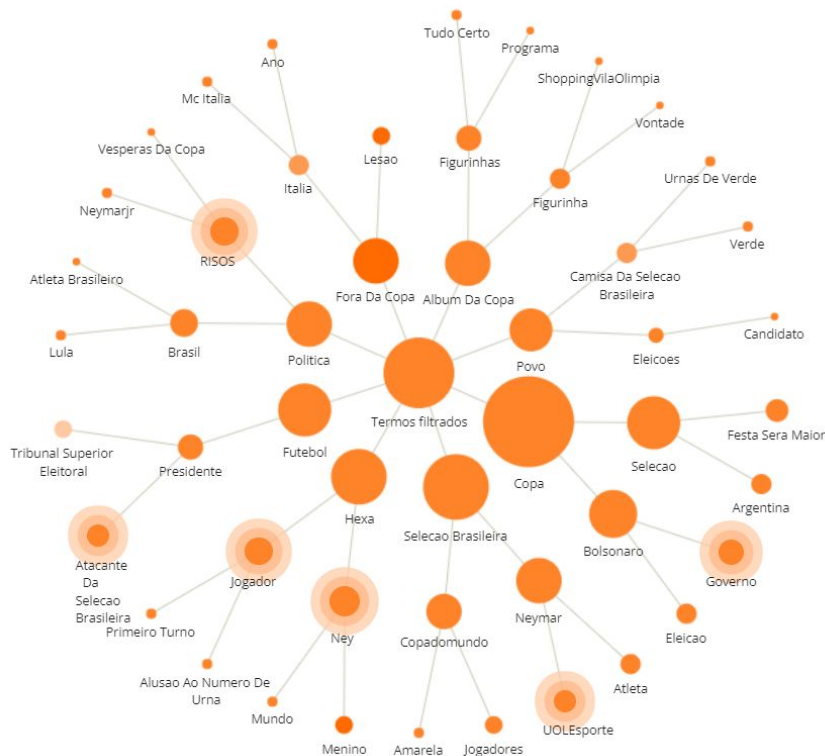 Tudo Certo
Programa
Ano
ShoppingVilaOlimpia
Mc Italia
Vontade
Vesperas Da Copa
Lesao
Figurinhas
Urnas De Verde
Italia
Figurinha
Neymarjr
Verde
RISOS
Camisa Da Selecao
Brasileira
Atleta Brasileiro
Fora Da Copa
Album Da Copa
Candidato
Lula
Brasil
Politica
Povo
Eleicoes
Termos filtrados
Festa Sera Maior
Tribunal Superior
Eleitoral
Presidente
Futebol
Copa
Selecao
Argentina
Hexa
Selecao Brasileira
Bolsonaro
Atacante
Da
Selecao
Brasileira
Jogador
Governo
Primeiro Turno
Ney
Copadomundo
Neymar
Eleicao
Alusao Ao Numero De
Urna
Atleta
Mundo
UOLEsporte
Menino
Amarela
Jogadores